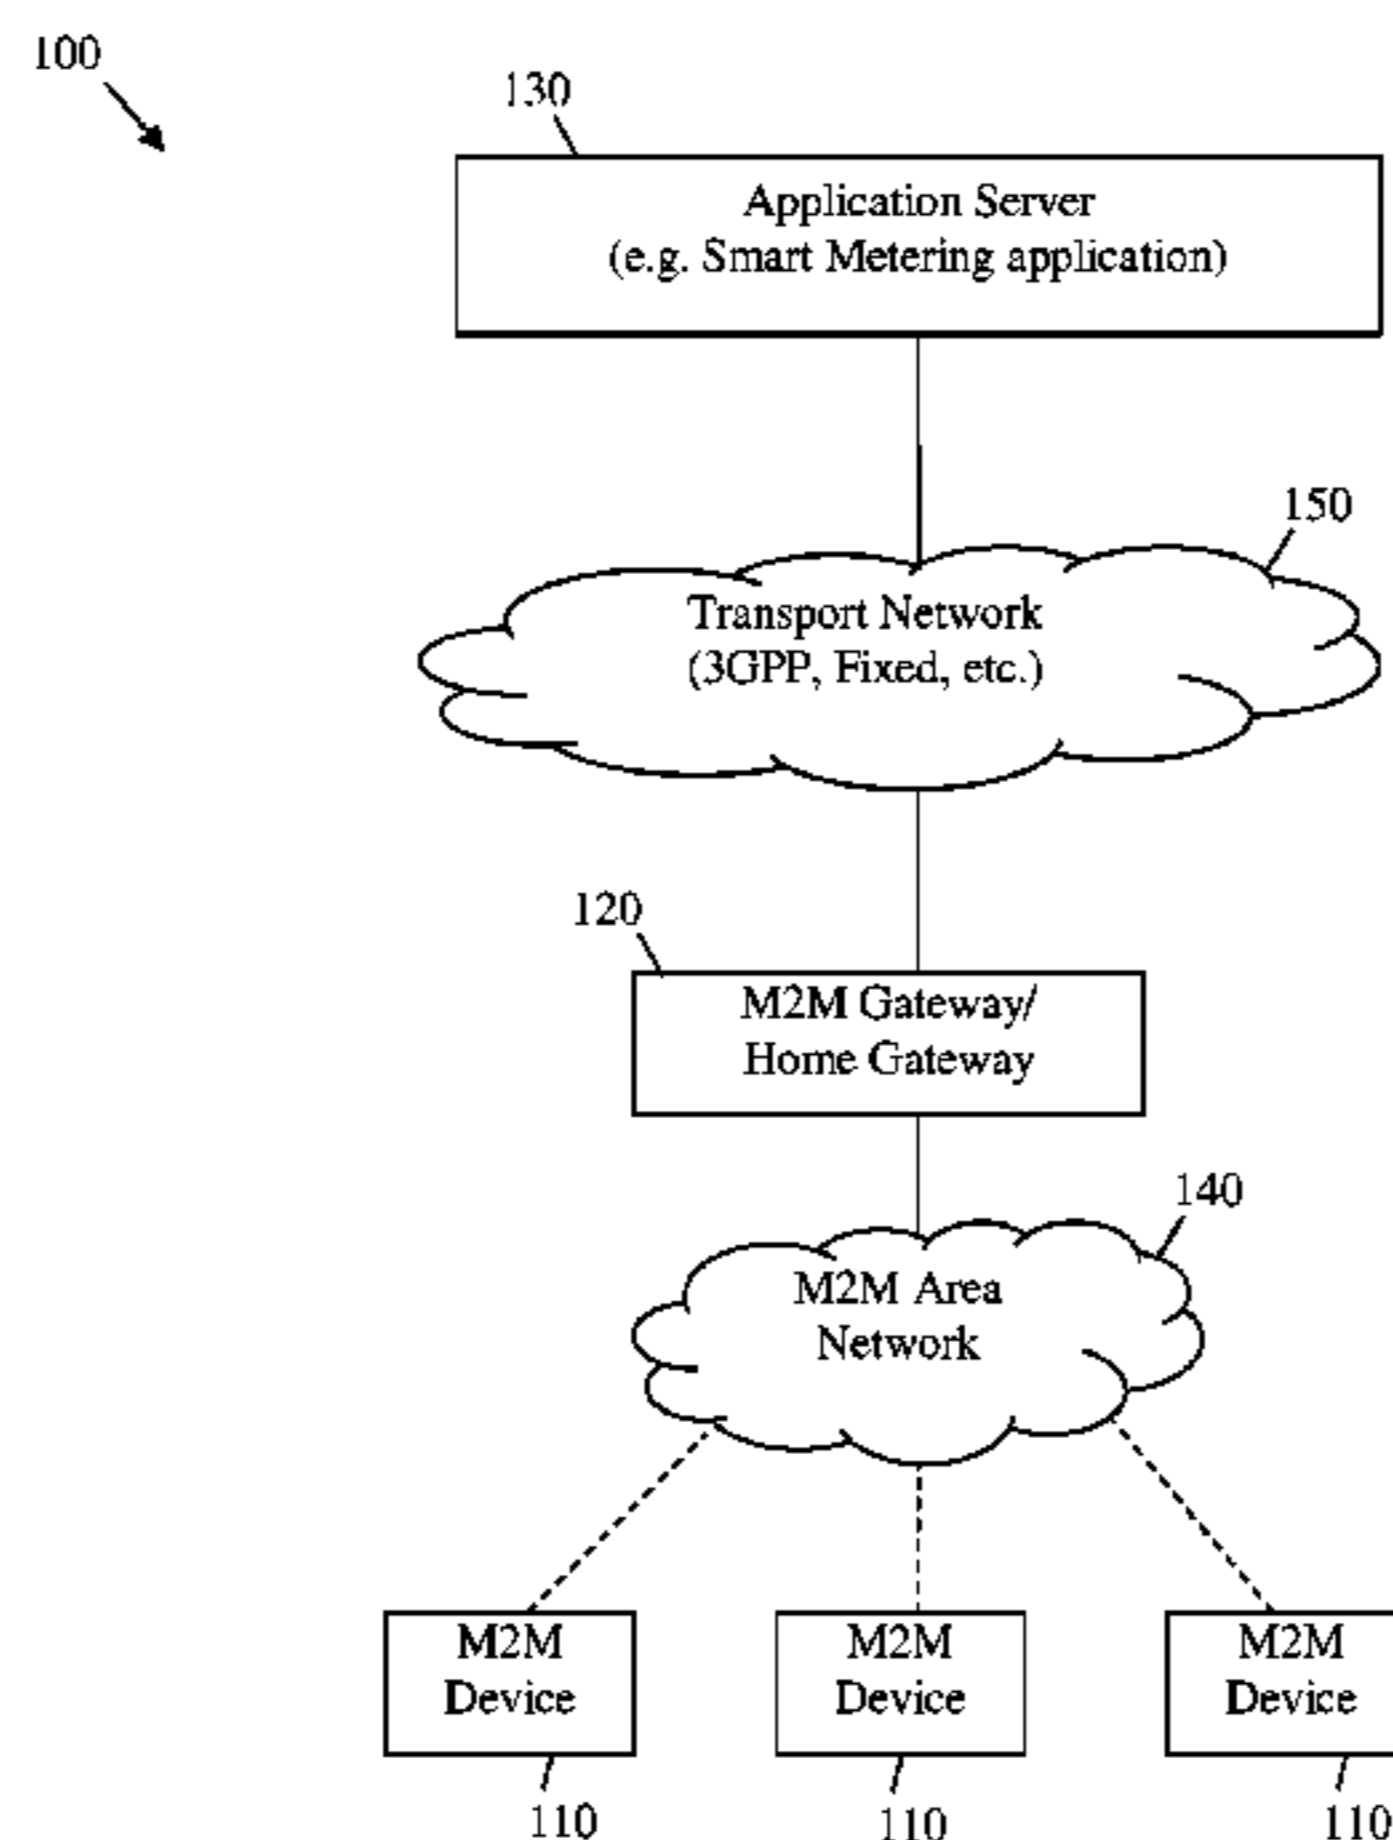 100
130
Application Server
(e.g. Smart Metering application)
150
Transport Network
(3GPP, Fixed, etc.)
120
M2M Gateway/
Home Gateway
140
M2M Area
Network
M2M
Device
M2M
Device
M2M
Device
110
110
110